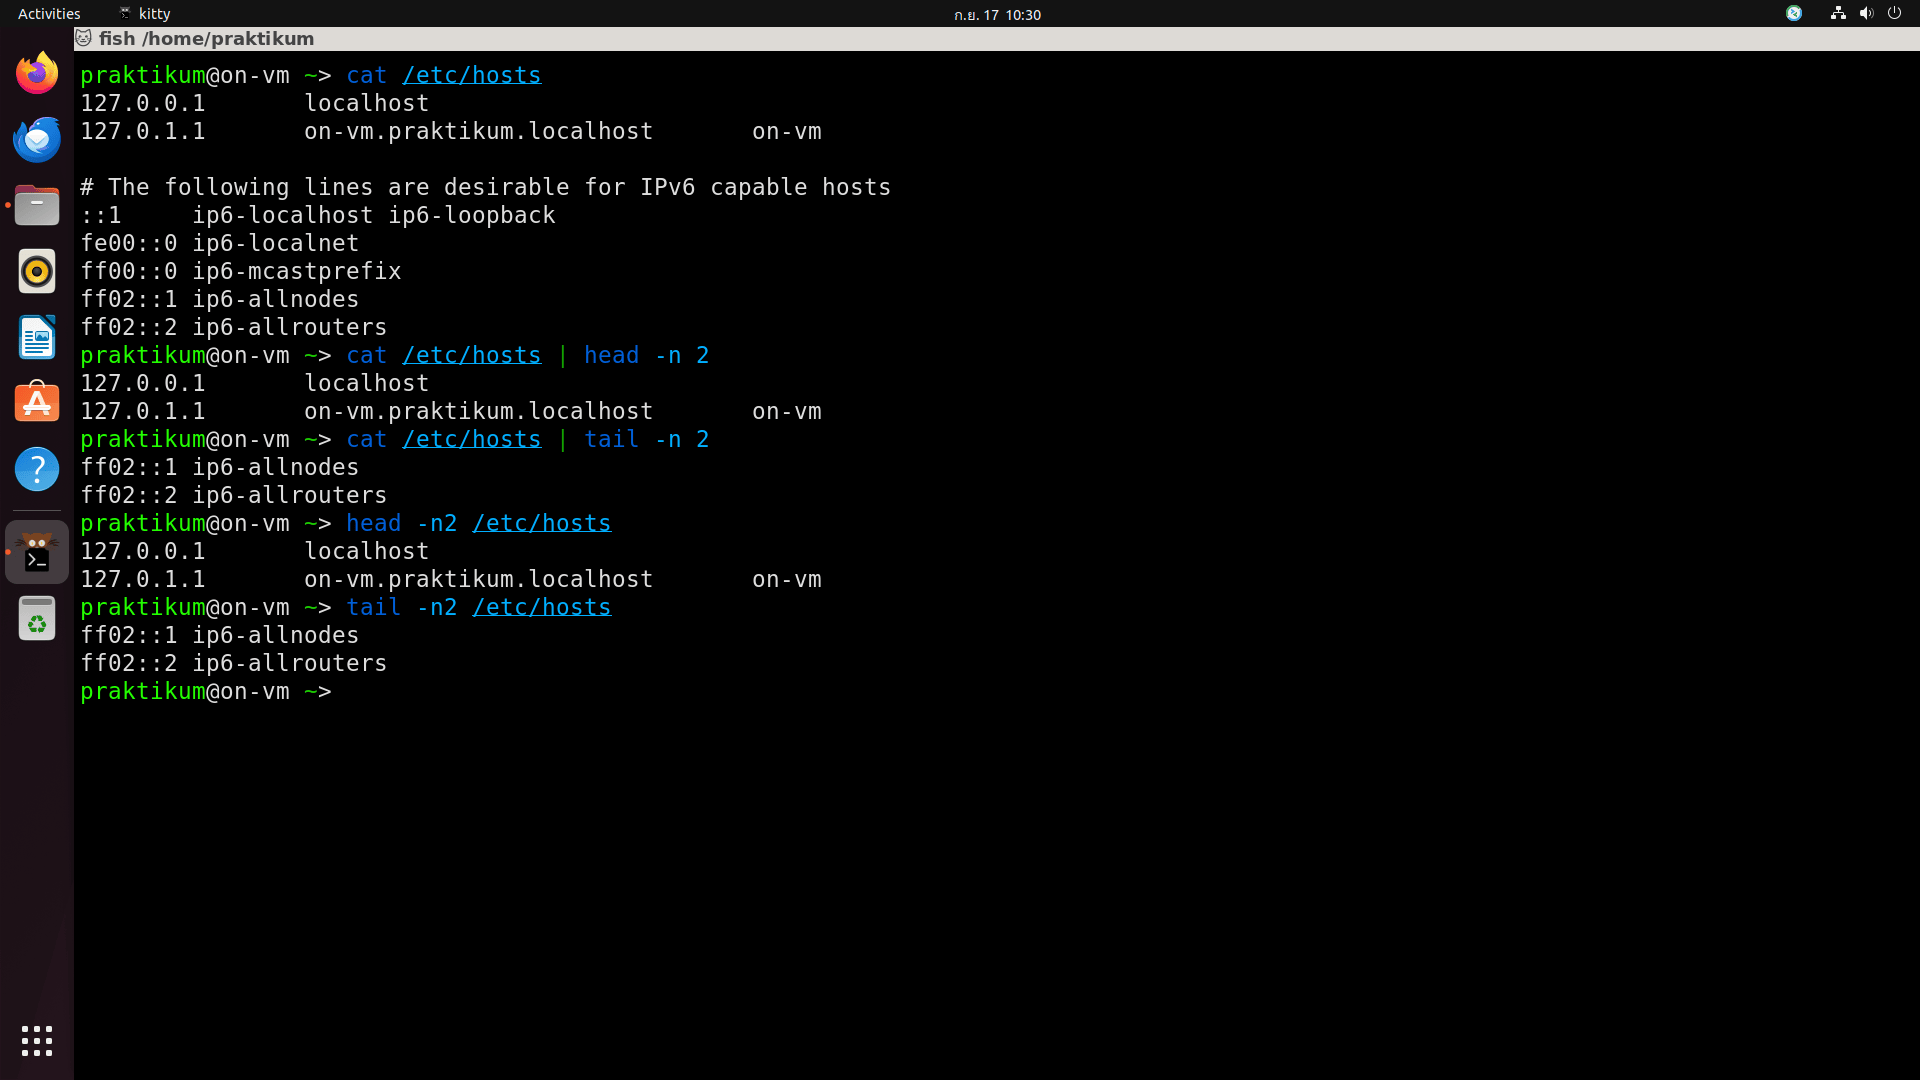 Activities kitty ก.ย. 17 10:30
fish /home/praktikum
praktikum@on-vm ~> cat /etc/hosts
127.0.0.1       localhost
127.0.1.1       on-vm.praktikum.localhost       on-vm

# The following lines are desirable for IPv6 capable hosts
::1     ip6-localhost ip6-loopback
fe00::0 ip6-localnet
ff00::0 ip6-mcastprefix
ff02::1 ip6-allnodes
ff02::2 ip6-allrouters
praktikum@on-vm ~> cat /etc/hosts | head -n 2
127.0.0.1       localhost
127.0.1.1       on-vm.praktikum.localhost       on-vm
praktikum@on-vm ~> cat /etc/hosts | tail -n 2
ff02::1 ip6-allnodes
ff02::2 ip6-allrouters
praktikum@on-vm ~> head -n2 /etc/hosts
127.0.0.1       localhost
127.0.1.1       on-vm.praktikum.localhost       on-vm
praktikum@on-vm ~> tail -n2 /etc/hosts
ff02::1 ip6-allnodes
ff02::2 ip6-allrouters
praktikum@on-vm ~>